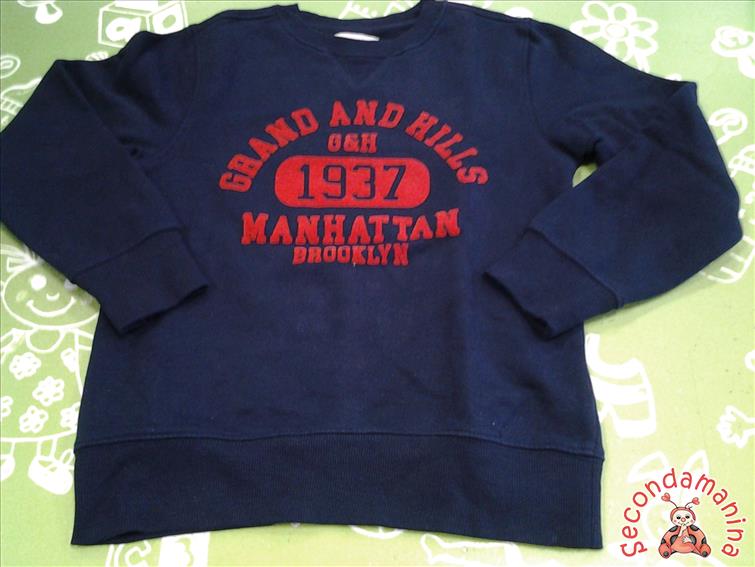 GRAND AND HILLS
G&H
1937
MANHATTAN
BROOKLYN
Secondamanina